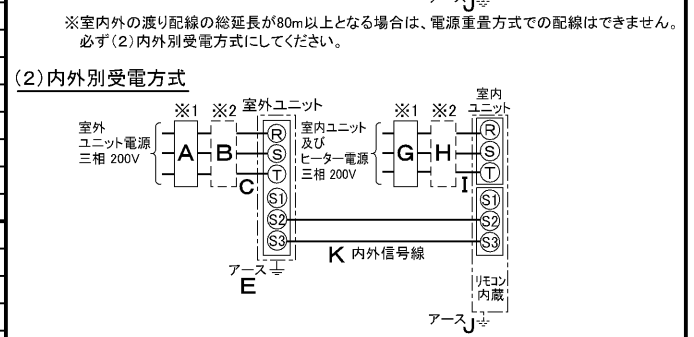 ※室内外の渡り配線の総延長が80m以上となる場合は、電源重畳方式での配線はできません。
必ず(2)内外別受電方式にしてください。
(2)内外別受電方式
※1 ※2 室外ユニット
室外
ユニット電源
三相 200V
A B C
R
S
T
S1
S2
S3
アース
E
※1 ※2 室内
ユニット
室内ユニット
及び
ヒーター電源
三相 200V
G H I
R
S
T
S1
S2
S3
K 内外信号線
リモコン
内蔵
アース J